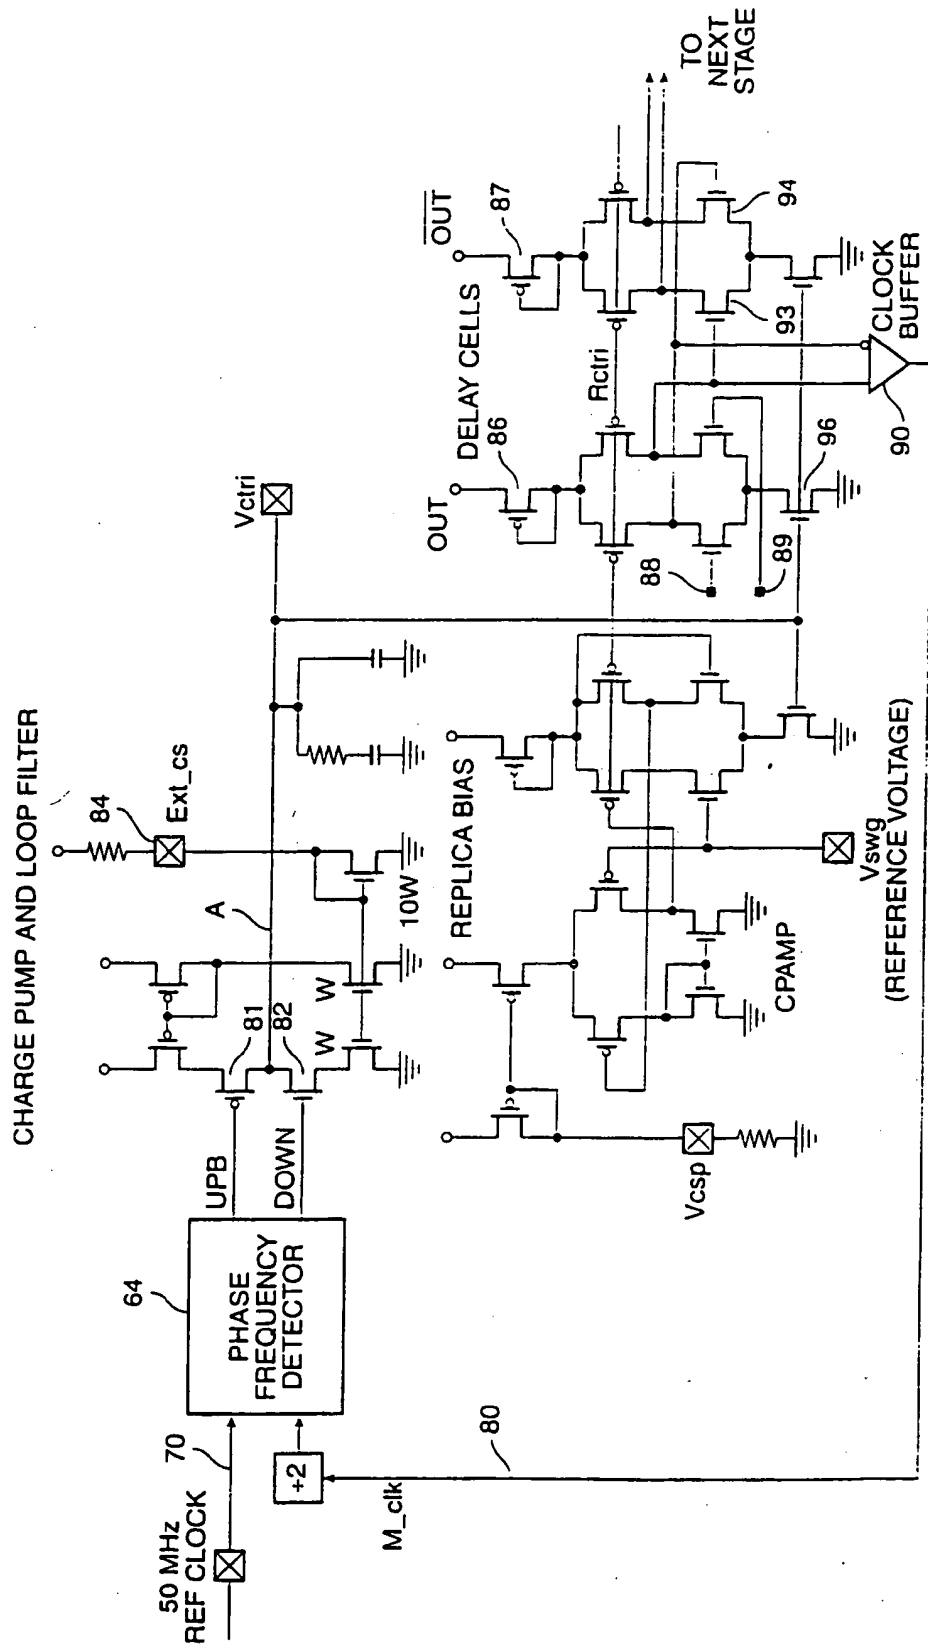 CHARGE PUMP AND LOOP FILTER
50 MHz
REF CLOCK
70
64
PHASE
FREQUENCY
DETECTOR
+2
M_clk
80
UPB
DOWN
81
82
W
W
10W
A
84
Ext_cs
Vctri
REPLICA BIAS
Vcsp
CPAMP
Vswg
(REFERENCE VOLTAGE)
DELAY CELLS
OUT
86
OUT
87
Rctri
88
89
93
94
96
90
CLOCK
BUFFER
TO
NEXT
STAGE